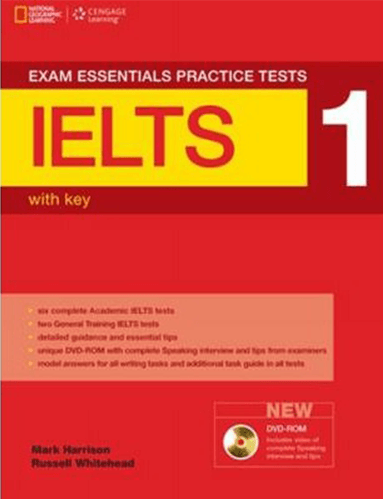 NATIONAL GEOGRAPHIC LEARNING
CENGAGE Learning
EXAM ESSENTIALS PRACTICE TESTS
IELTS 1
with key
• six complete Academic IELTS tests
• two General Training IELTS tests
• detailed guidance and essential tips
• unique DVD-ROM with complete Speaking interview and tips from examiners
• model answers for all writing tasks and additional task guide in all tests
NEW
DVD-ROM
Includes video of
complete Speaking
interview and tips
Mark Harrison
Russell Whitehead